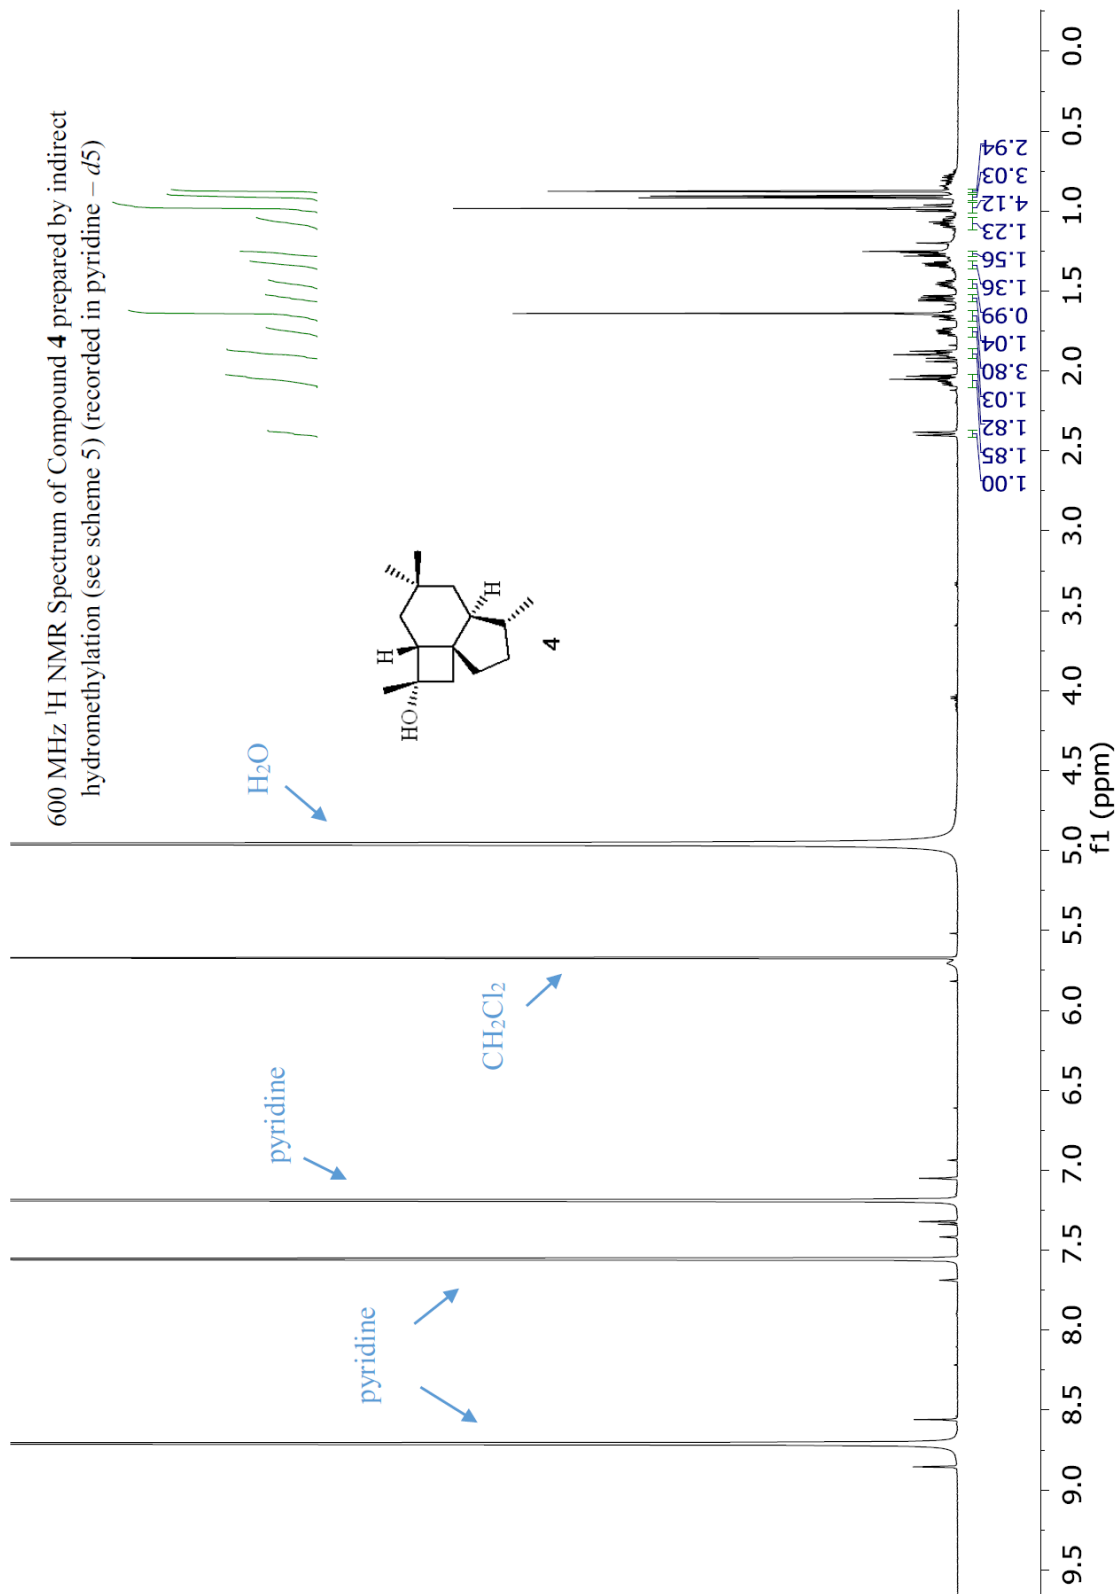 600 MHz ¹H NMR Spectrum of Compound 4 prepared by indirect
hydromethylation (see scheme 5) (recorded in pyridine – d5)
pyridine
pyridine
CH₂Cl₂
H₂O
HO
H
H
4
1.00
1.85
1.82
1.03
3.80
1.04
0.99
1.36
1.56
1.23
4.12
3.03
2.94
9.5 9.0 8.5 8.0 7.5 7.0 6.5 6.0 5.5 5.0 4.5 4.0 3.5 3.0 2.5 2.0 1.5 1.0 0.5 0.0
f1 (ppm)